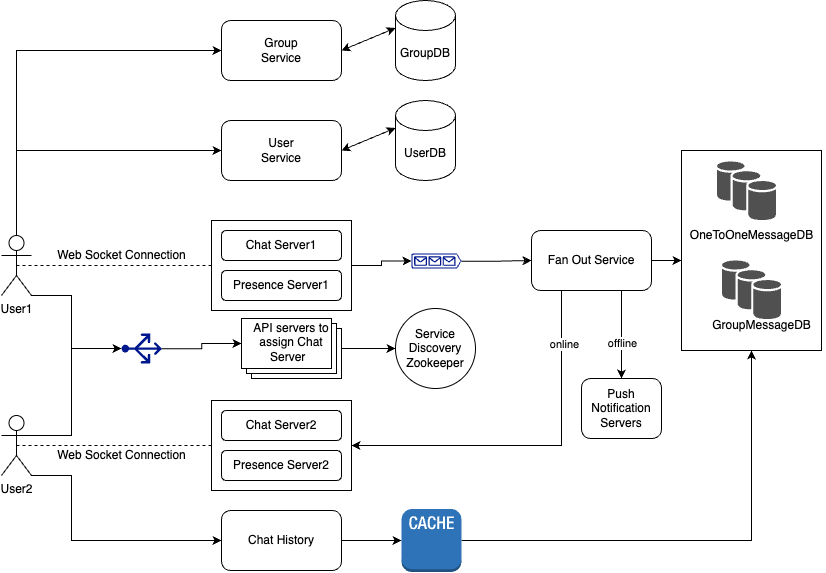 Group
Service
GroupDB
User
Service
UserDB
Web Socket Connection
Chat Server1
Presence Server1
Fan Out Service
OneToOneMessageDB
GroupMessageDB
User1
API servers to
assign Chat
Server
Service
Discovery
Zookeeper
online
offline
Push
Notification
Servers
Chat Server2
Presence Server2
Web Socket Connection
User2
Chat History
CACHE